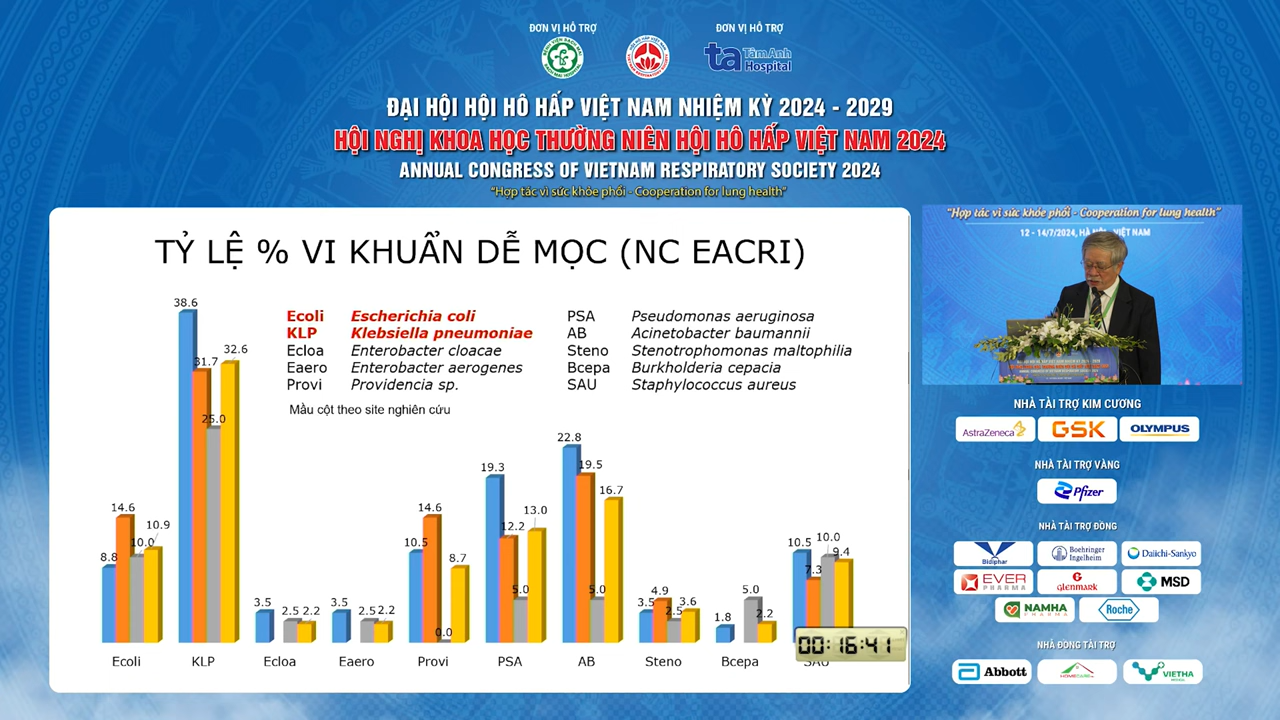 ĐƠN VỊ HỖ TRỢ
ĐƠN VỊ HỖ TRỢ
ta TâmAnh Hospital
ĐẠI HỘI HỘI HÔ HẤP VIỆT NAM NHIỆM KỲ 2024 - 2029
HỘI NGHỊ KHOA HỌC THƯỜNG NIÊN HỘI HÔ HẤP VIỆT NAM 2024
ANNUAL CONGRESS OF VIETNAM RESPIRATORY SOCIETY 2024
"Hợp tác vì sức khỏe phổi - Cooperation for lung health"
TỶ LỆ % VI KHUẨN DỄ MỌC (NC EACRI)
Ecoli Escherichia coli
KLP Klebsiella pneumoniae
Ecloa Enterobacter cloacae
Eaero Enterobacter aerogenes
Provi Providencia sp.
PSA Pseudomonas aeruginosa
AB Acinetobacter baumannii
Steno Stenotrophomonas maltophilia
Bcepa Burkholderia cepacia
SAU Staphylococcus aureus
Mầu cột theo site nghiên cứu
8.8 14.6 10.0 10.9
38.6 31.7 25.0 32.6
3.5 2.5 2.2
3.5 2.5 2.2
10.5 14.6 0.0 8.7
19.3 12.2 5.0 13.0
22.8 19.5 5.0 16.7
3.5 4.9 2.5 3.6
1.8 5.0 2.2
10.5 7.3 10.0 9.4
Ecoli KLP Ecloa Eaero Provi PSA AB Steno Bcepa SAU
00:16:41
"Hợp tác vì sức khỏe phổi - Cooperation for lung health"
12 - 14/7/2024, HÀ NỘI, VIỆT NAM
NHÀ TÀI TRỢ KIM CƯƠNG
AstraZeneca
GSK
OLYMPUS
NHÀ TÀI TRỢ VÀNG
Pfizer
NHÀ TÀI TRỢ ĐỒNG
Bidiphar
Boehringer Ingelheim
Daiichi-Sankyo
EVER PHARMA
GLENMARK
MSD
NAMHA PHARMA
Roche
NHÀ ĐỒNG TÀI TRỢ
Abbott
HOMECARE
VIETHA